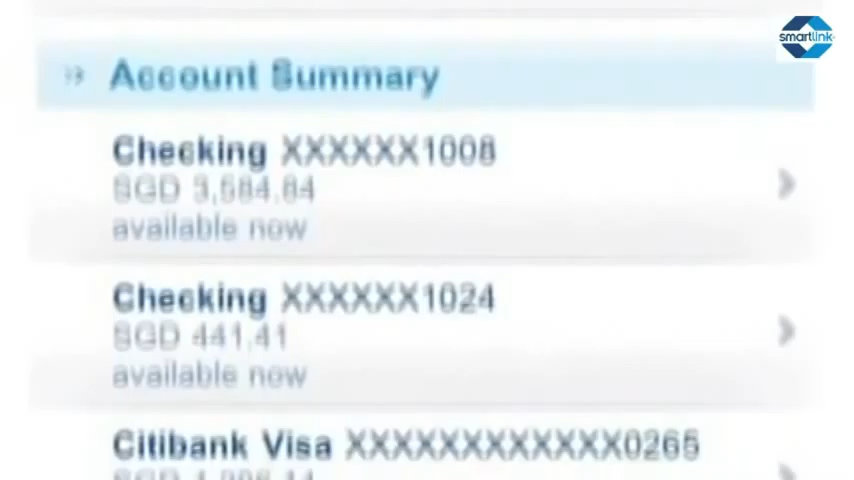 smartlink
Account Summary
Checking XXXXXX1008
SGD 3,584.84
available now
Checking XXXXXX1024
SGD 441.41
available now
Citibank Visa XXXXXXXXXXXX0265
SGD